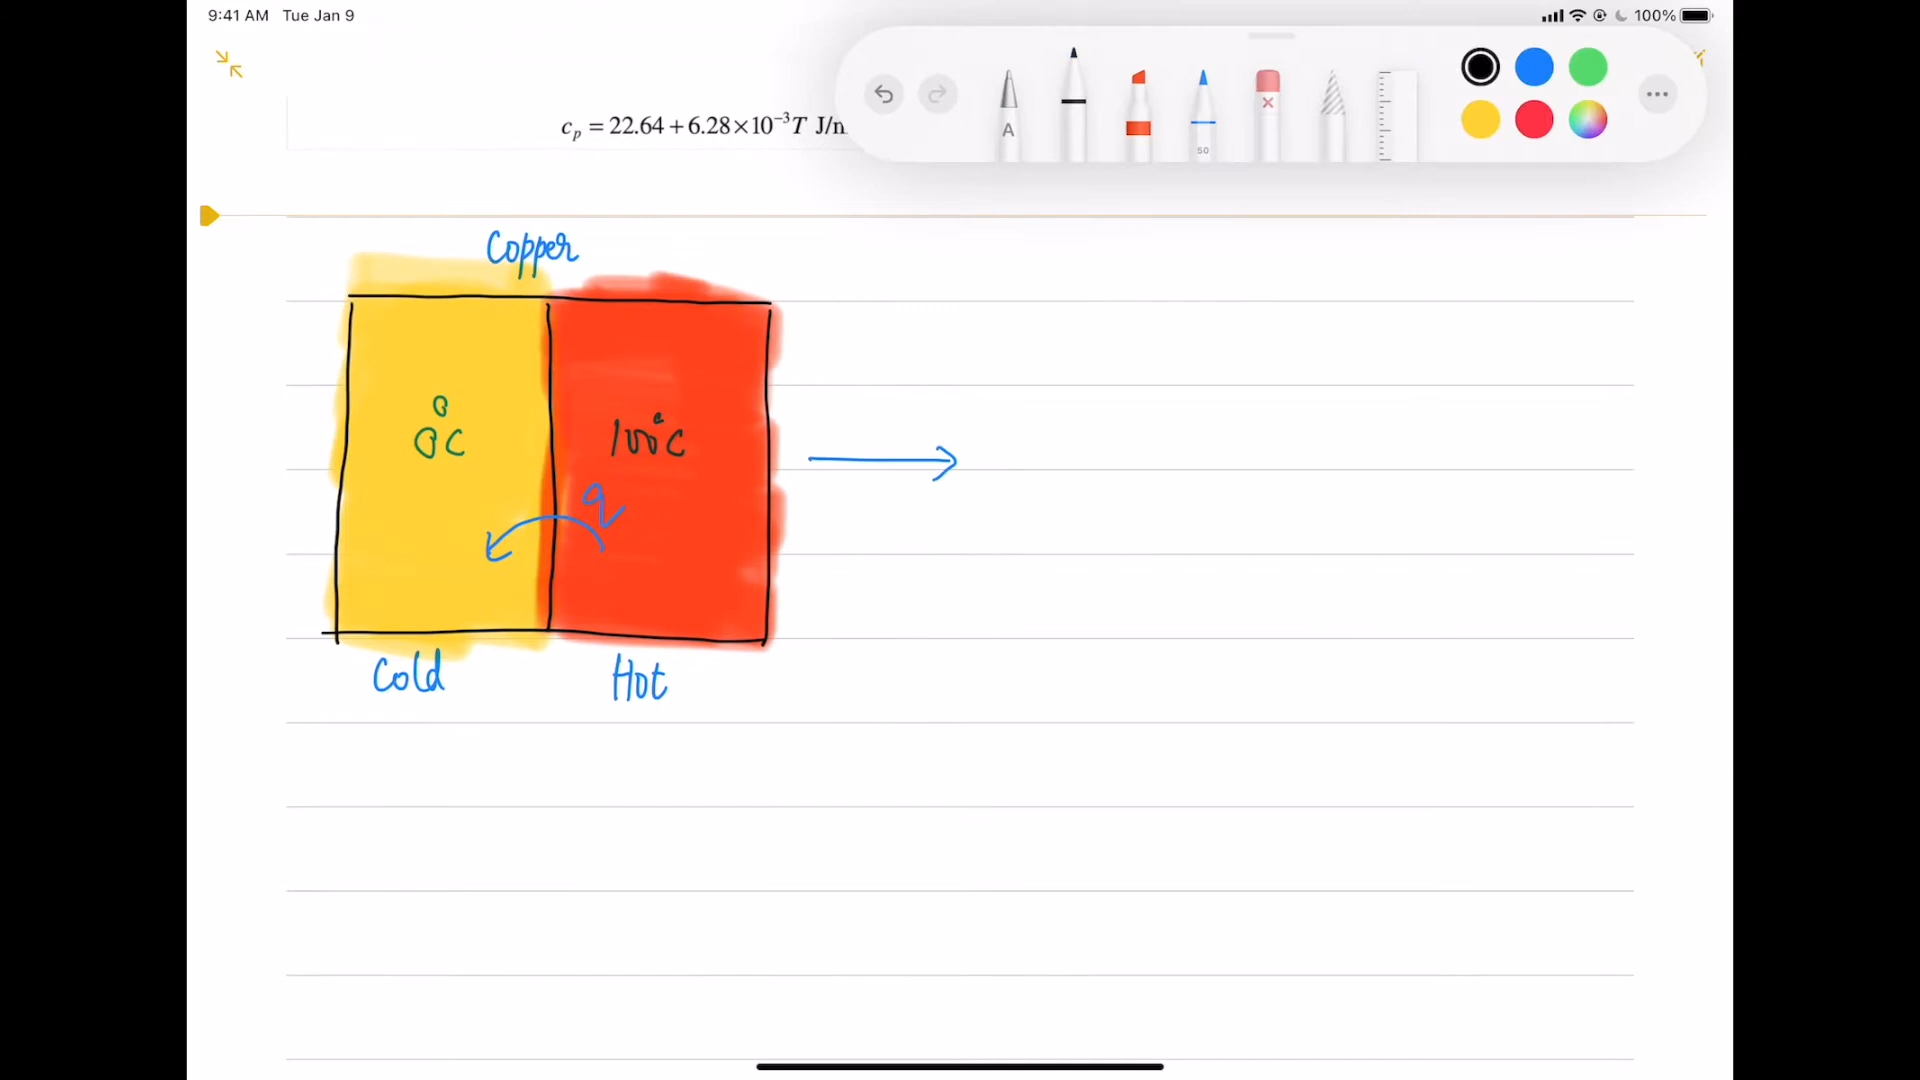 9:41 AM Tue Jan 9
100%
A
50
c_p = 22.64+6.28×10⁻³T J/m
Copper
0°C
100°C
q
Cold
Hot